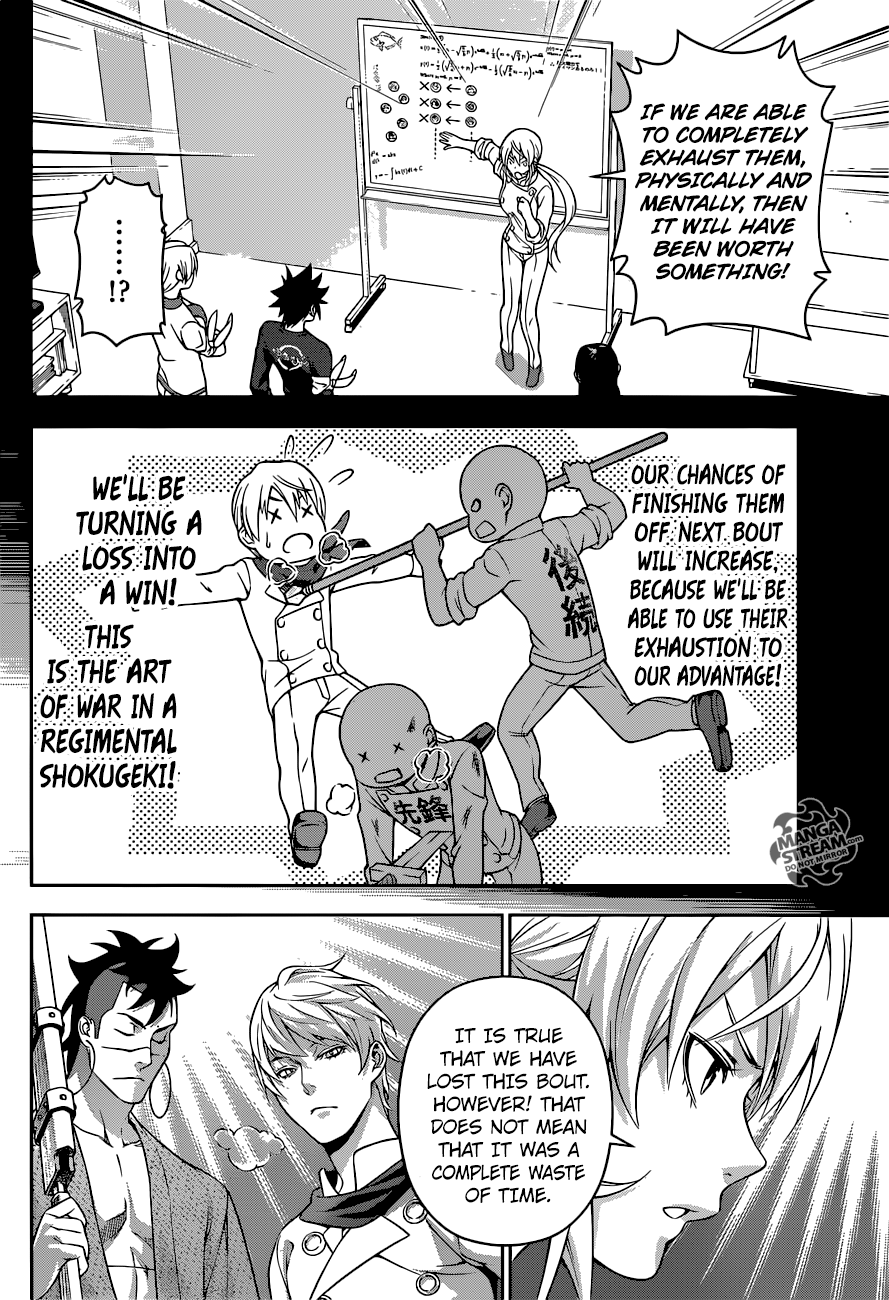 IF WE ARE ABLE
TO COMPLETELY
EXHAUST THEM,
PHYSICALLY AND
MENTALLY, THEN
IT WILL HAVE
BEEN WORTH
SOMETHING!
......
......
!?
OUR CHANCES OF
FINISHING THEM
OFF NEXT BOUT
WILL INCREASE,
BECAUSE WE'LL BE
ABLE TO USE THEIR
EXHAUSTION TO
OUR ADVANTAGE!
後続
WE'LL BE
TURNING A
LOSS INTO
A WIN!
THIS
IS THE ART
OF WAR IN A
REGIMENTAL
SHOKUGEKI!
先鋒
MANGA
STREAM.com
DO NOT MIRROR
IT IS TRUE
THAT WE HAVE
LOST THIS BOUT.
HOWEVER! THAT
DOES NOT MEAN
THAT IT WAS A
COMPLETE WASTE
OF TIME.